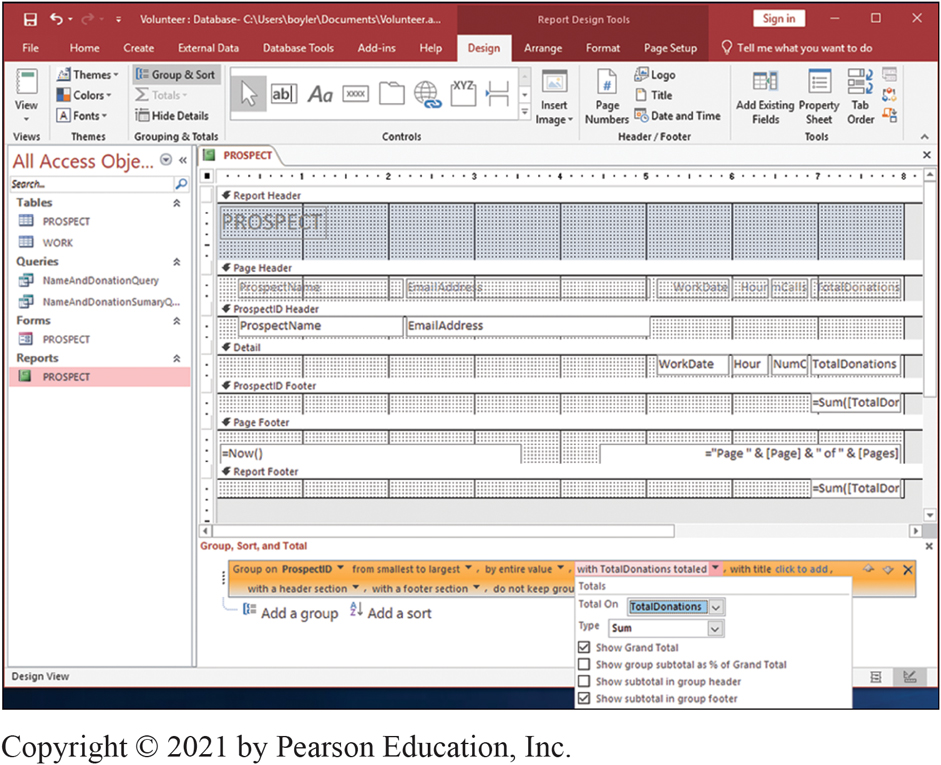 Volunteer : Database- C:\Users\boyler\Documents\Volunteer.a...
Report Design Tools
Sign in
File Home Create External Data Database Tools Add-ins Help Design Arrange Format Page Setup Tell me what you want to do
View
Views
Themes
Colors
Fonts
Themes
Group & Sort
Totals
Hide Details
Grouping & Totals
ab|
Aa
XXXX
XYZ
Controls
Insert
Image
Page
Numbers
Logo
Title
Date and Time
Header / Footer
Add Existing
Fields
Property
Sheet
Tab
Order
Tools
All Access Obje...
Search...
Tables
PROSPECT
WORK
Queries
NameAndDonationQuery
NameAndDonationSumaryQ...
Forms
PROSPECT
Reports
PROSPECT
PROSPECT
1 2 3 4 5 6 7 8
Report Header
PROSPECT
Page Header
ProspectName EmailAddress WorkDate Hour mCalls TotalDonations
ProspectID Header
ProspectName EmailAddress
Detail
WorkDate Hour NumC TotalDonations
ProspectID Footer
=Sum([TotalDor
Page Footer
=Now() ="Page " & [Page] & " of " & [Pages]
Report Footer
=Sum([TotalDor
Group, Sort, and Total
Group on ProspectID from smallest to largest , by entire value , with TotalDonations totaled , with title click to add ,
with a header section , with a footer section , do not keep grou
Add a group Add a sort
Totals
Total On TotalDonations
Type Sum
Show Grand Total
Show group subtotal as % of Grand Total
Show subtotal in group header
Show subtotal in group footer
Design View
Copyright © 2021 by Pearson Education, Inc.